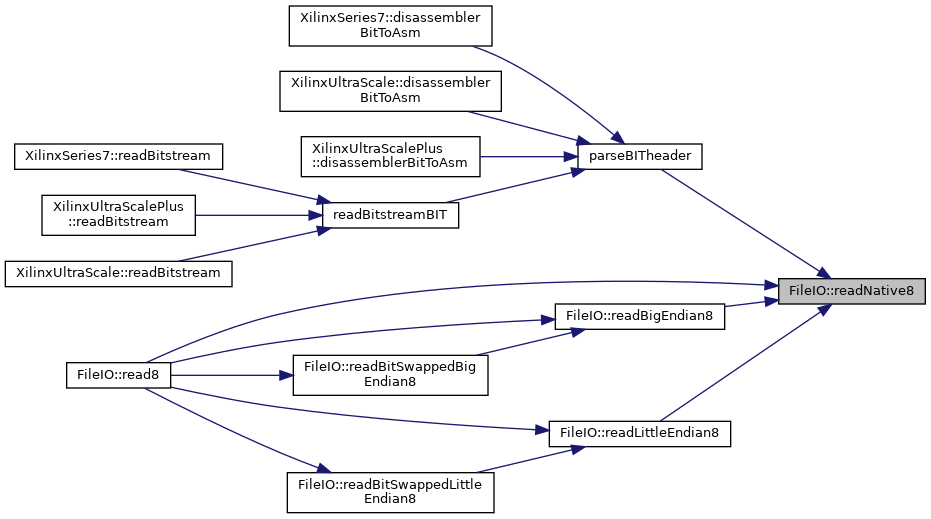 XilinxSeries7::disassembler
BitToAsm
XilinxUltraScale::disassembler
BitToAsm
XilinxUltraScalePlus
::disassemblerBitToAsm
parseBITheader
XilinxSeries7::readBitstream
XilinxUltraScalePlus
::readBitstream
readBitstreamBIT
XilinxUltraScale::readBitstream
FileIO::readNative8
FileIO::readBigEndian8
FileIO::readBitSwappedBig
Endian8
FileIO::read8
FileIO::readLittleEndian8
FileIO::readBitSwappedLittle
Endian8